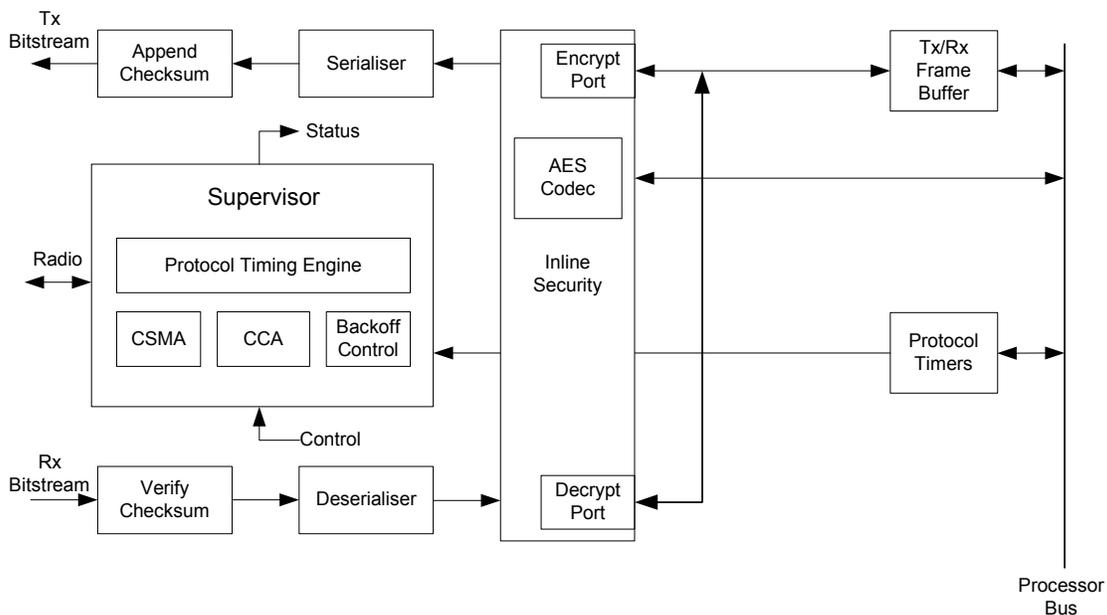 Tx
Bitstream
Append
Checksum
Serialiser
Encrypt
Port
Tx/Rx
Frame
Buffer
Status
AES
Codec
Supervisor
Radio
Protocol Timing Engine
Inline
Security
CSMA
CCA
Backoff
Control
Protocol
Timers
Control
Rx
Bitstream
Verify
Checksum
Deserialiser
Decrypt
Port
Processor
Bus